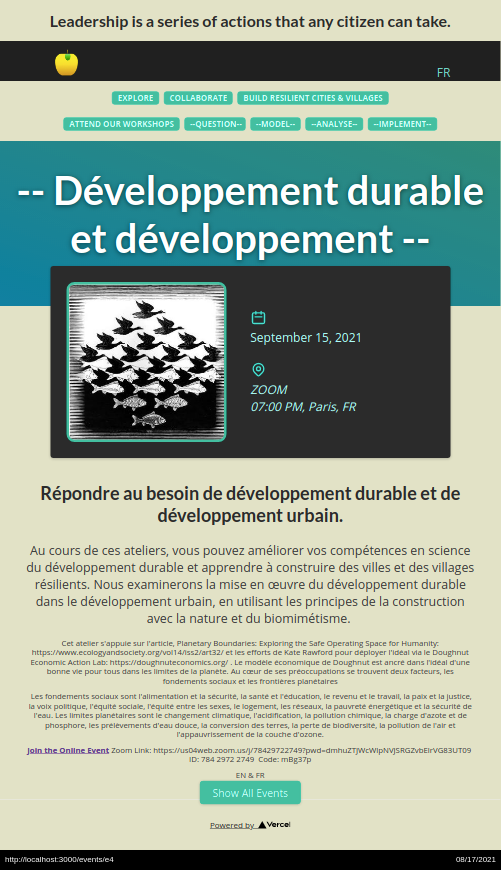 Leadership is a series of actions that any citizen can take.
FR
EXPLORE COLLABORATE BUILD RESILIENT CITIES & VILLAGES
ATTEND OUR WORKSHOPS --QUESTION-- --MODEL-- --ANALYSE-- --IMPLEMENT--
-- Développement durable
et développement --
September 15, 2021
ZOOM
07:00 PM, Paris, FR
Répondre au besoin de développement durable et de
développement urbain.
Au cours de ces ateliers, vous pouvez améliorer vos compétences en science
du développement durable et apprendre à construire des villes et des villages
résilients. Nous examinerons la mise en œuvre du développement durable
dans le développement urbain, en utilisant les principes de la construction
avec la nature et du biomimétisme.
Cet atelier s'appuie sur l'article, Planetary Boundaries: Exploring the Safe Operating Space for Humanity:
https://www.ecologyandsociety.org/vol14/iss2/art32/ et les efforts de Kate Rawford pour déployer l'idéal via le Doughnut
Economic Action Lab: https://doughnuteconomics.org/ . Le modèle économique de Doughnut est ancré dans l'idéal d'une
bonne vie pour tous dans les limites de la planète. Au cœur de ses préoccupations se trouvent deux facteurs, les
fondements sociaux et les frontières planétaires
Les fondements sociaux sont l'alimentation et la sécurité, la santé et l'éducation, le revenu et le travail, la paix et la justice,
la voix politique, l'équité sociale, l'équité entre les sexes, le logement, les réseaux, la pauvreté énergétique et la sécurité de
l'eau. Les limites planétaires sont le changement climatique, l'acidification, la pollution chimique, la charge d'azote et de
phosphore, les prélèvements d'eau douce, la conversion des terres, la perte de biodiversité, la pollution de l'air et
l'appauvrissement de la couche d'ozone.
Join the Online Event Zoom Link: https://us04web.zoom.us/j/78429722749?pwd=dmhuZTJWcWlpNVJSRGZvbElrVG83UT09
ID: 784 2972 2749 Code: mBg37p
EN & FR
Show All Events
Powered by Vercel
http://localhost:3000/events/e4 08/17/2021